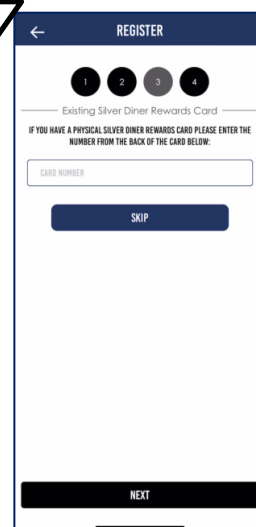 REGISTER
1 2 3 4
Existing Silver Diner Rewards Card
IF YOU HAVE A PHYSICAL SILVER DINER REWARDS CARD PLEASE ENTER THE
NUMBER FROM THE BACK OF THE CARD BELOW:
CARD NUMBER
SKIP
NEXT